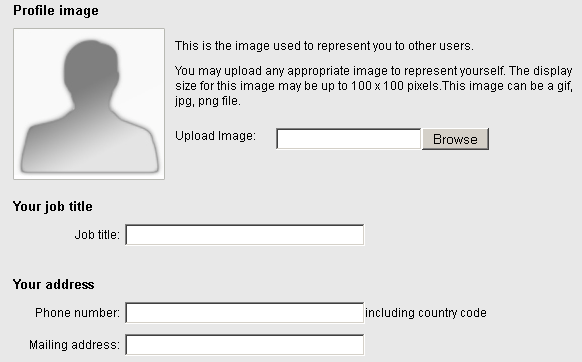 Profile image
This is the image used to represent you to other users.
You may upload any appropriate image to represent yourself. The display
size for this image may be up to 100 x 100 pixels.This image can be a gif,
jpg, png file.
Upload Image:
Browse
Your job title
Job title:
Your address
Phone number:
including country code
Mailing address: